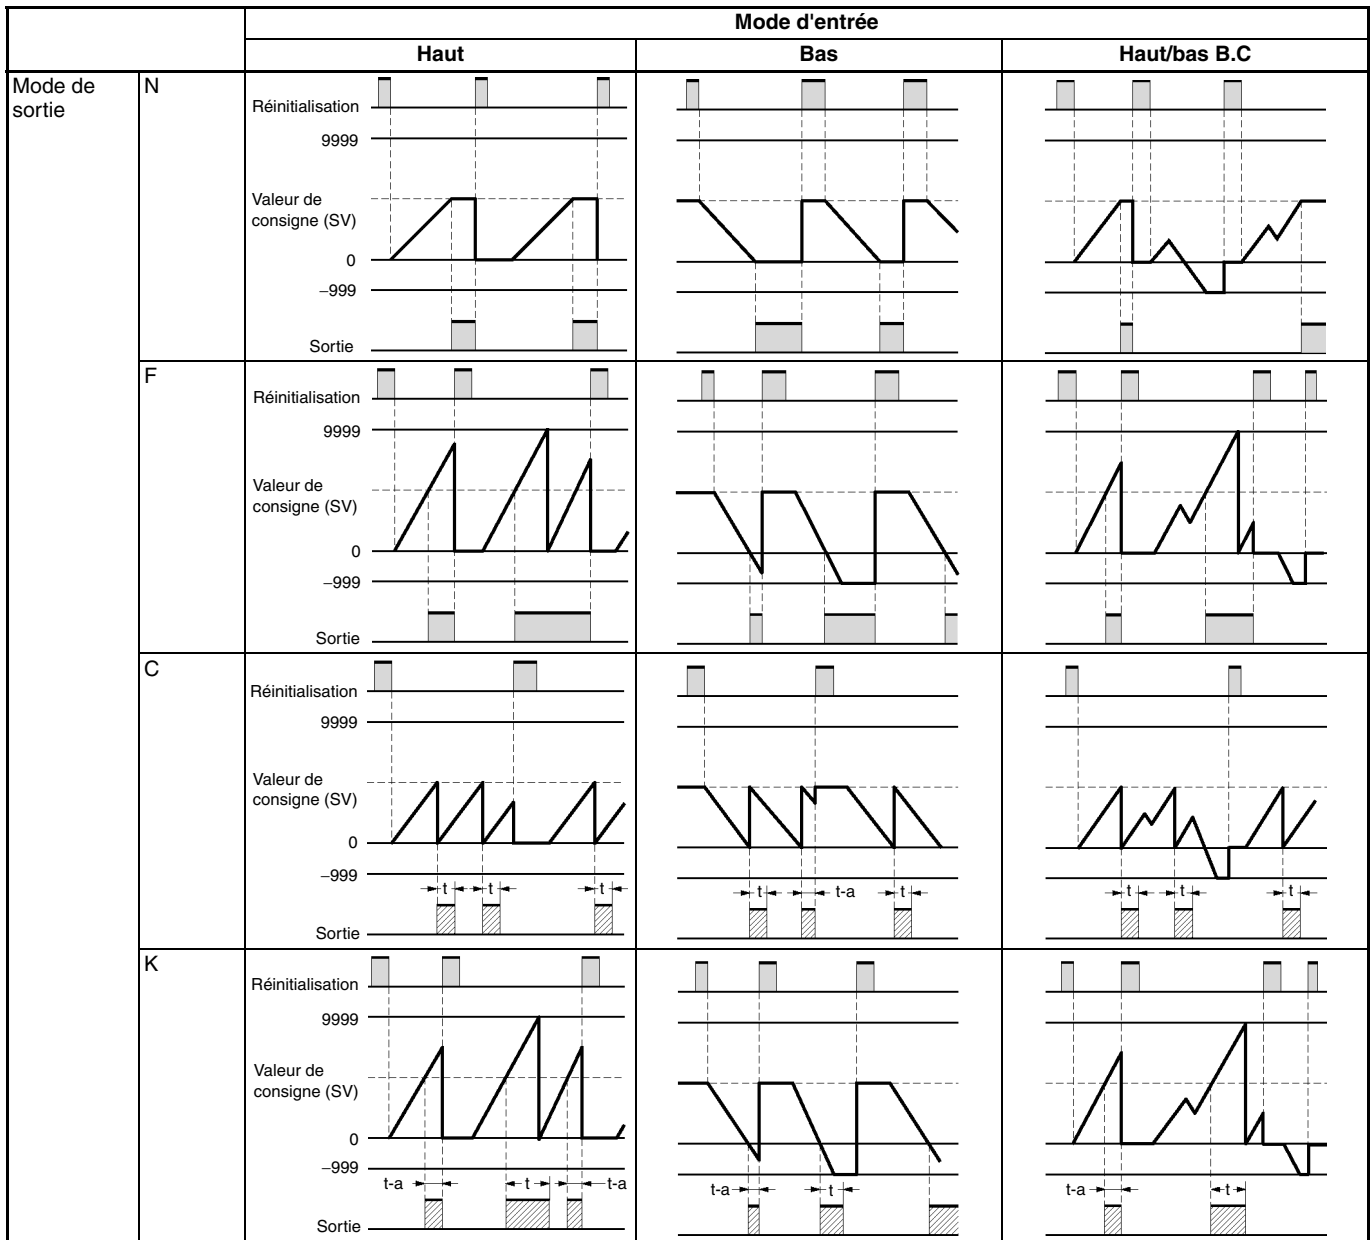 Mode d'entrée
Haut Bas Haut/bas B.C
Mode de sortie
N
Réinitialisation
9999
Valeur de consigne (SV)
0
–999
Sortie
F
Réinitialisation
9999
Valeur de consigne (SV)
0
–999
Sortie
C
Réinitialisation
9999
Valeur de consigne (SV)
0
–999
t t t t t-a t t t t
Sortie
K
Réinitialisation
9999
Valeur de consigne (SV)
0
–999
t-a t t-a t-a t t-a t
Sortie